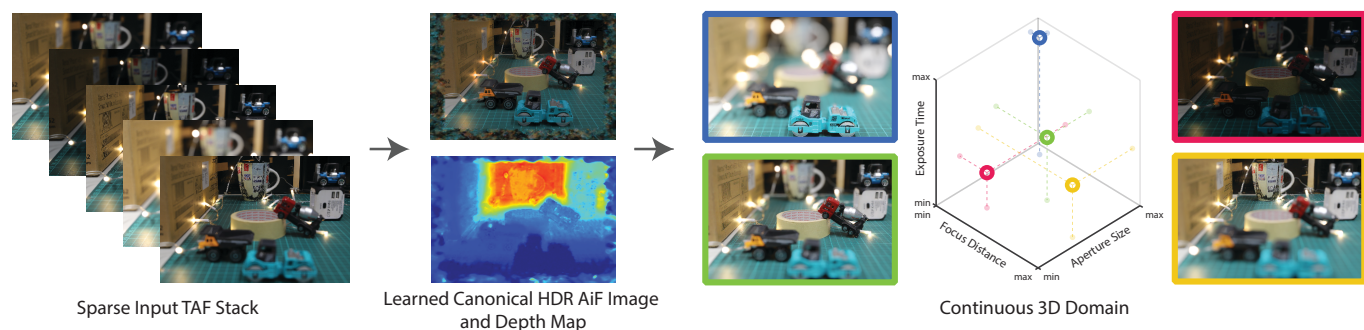 Sparse Input TAF Stack
Learned Canonical HDR AiF Image
and Depth Map
max
Exposure Time
min
min
Focus Distance
max
min
Aperture Size
max
Continuous 3D Domain